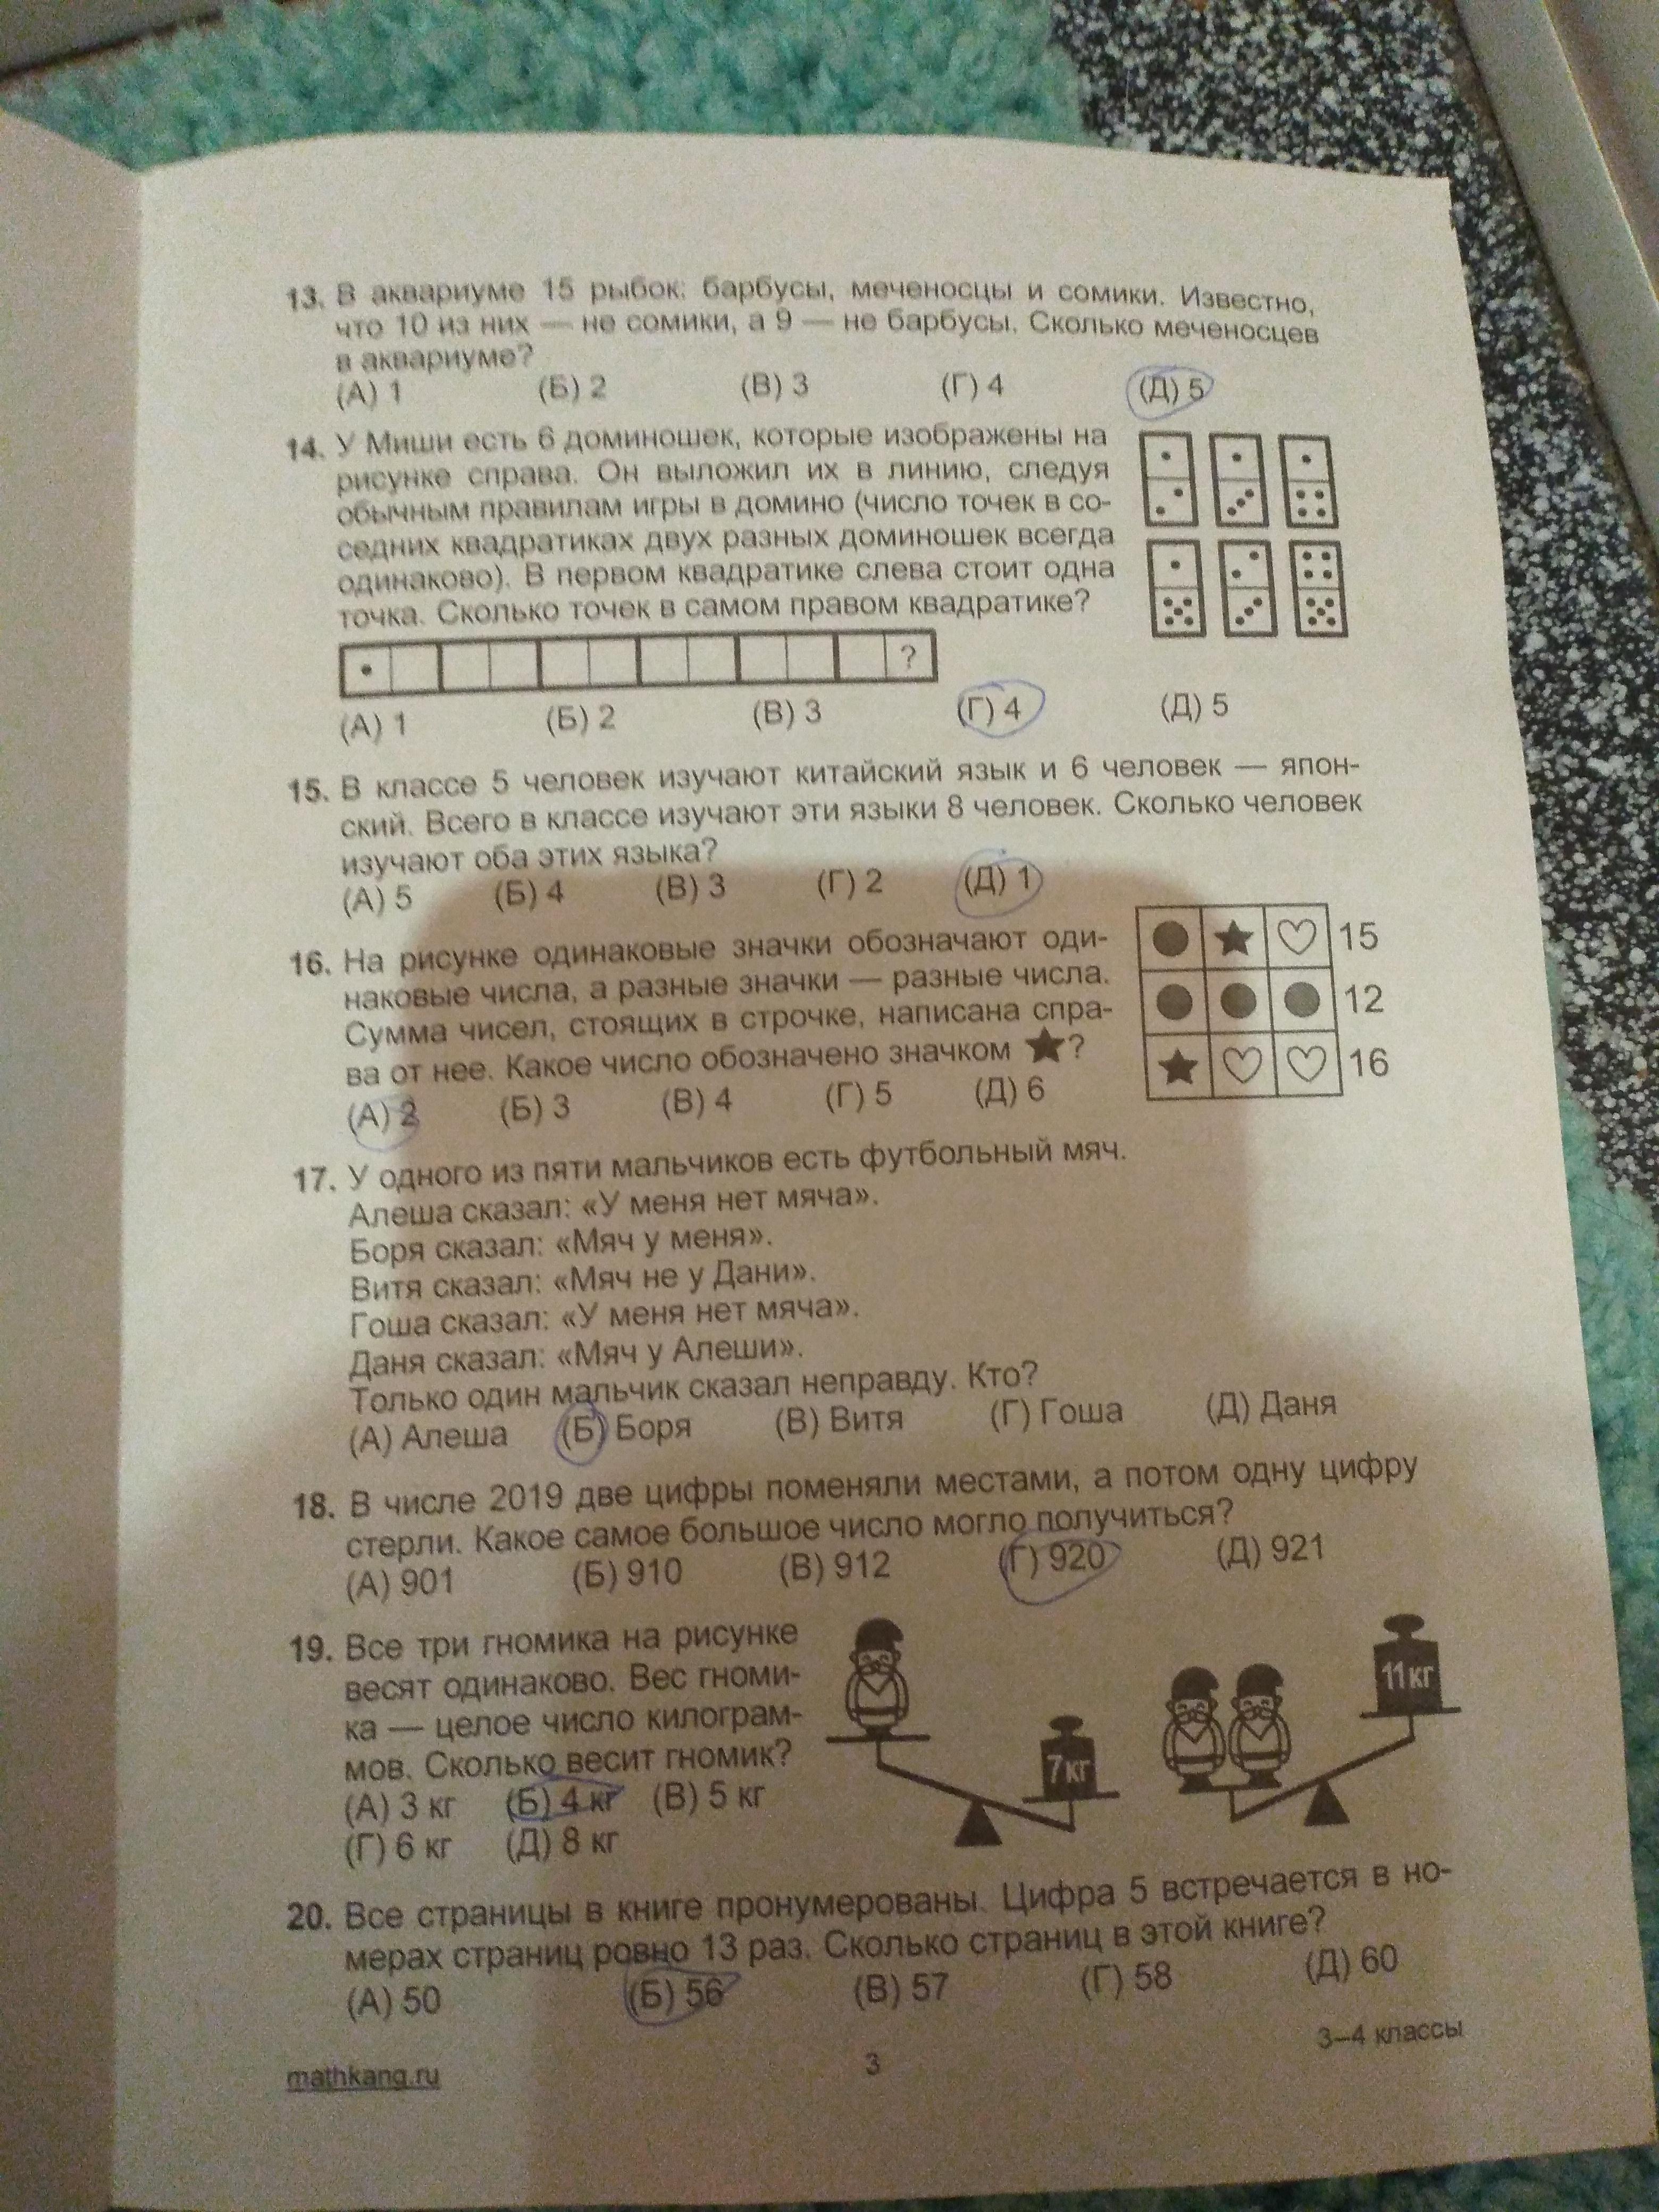 13. В аквариуме 15 рыбок: барбусы, меченосцы и сомики. Известно,
что 10 из них — не сомики, а 9 — не барбусы. Сколько меченосцев
в аквариуме?
(А) 1 (Б) 2 (В) 3 (Г) 4 (Д) 5
14. У Миши есть 6 доминошек, которые изображены на
рисунке справа. Он выложил их в линию, следуя
обычным правилам игры в домино (число точек в со-
седних квадратиках двух разных доминошек всегда
одинаково). В первом квадратике слева стоит одна
точка. Сколько точек в самом правом квадратике?
?
(А) 1 (Б) 2 (В) 3 (Г) 4 (Д) 5
15. В классе 5 человек изучают китайский язык и 6 человек — япон-
ский. Всего в классе изучают эти языки 8 человек. Сколько человек
изучают оба этих языка?
(А) 5 (Б) 4 (В) 3 (Г) 2 (Д) 1
16. На рисунке одинаковые значки обозначают оди-
наковые числа, а разные значки — разные числа.
Сумма чисел, стоящих в строчке, написана спра-
ва от нее. Какое число обозначено значком ★?
(А) 2 (Б) 3 (В) 4 (Г) 5 (Д) 6
15
12
16
17. У одного из пяти мальчиков есть футбольный мяч.
Алеша сказал: «У меня нет мяча».
Боря сказал: «Мяч у меня».
Витя сказал: «Мяч не у Дани».
Гоша сказал: «У меня нет мяча».
Даня сказал: «Мяч у Алеши».
Только один мальчик сказал неправду. Кто?
(А) Алеша (Б) Боря (В) Витя (Г) Гоша (Д) Даня
18. В числе 2019 две цифры поменяли местами, а потом одну цифру
стерли. Какое самое большое число могло получиться?
(А) 901 (Б) 910 (В) 912 (Г) 920 (Д) 921
19. Все три гномика на рисунке
весят одинаково. Вес гноми-
ка — целое число килограм-
мов. Сколько весит гномик?
(А) 3 кг (Б) 4 кг (В) 5 кг
(Г) 6 кг (Д) 8 кг
7 кг
11 кг
20. Все страницы в книге пронумерованы. Цифра 5 встречается в но-
мерах страниц ровно 13 раз. Сколько страниц в этой книге?
(А) 50 (Б) 56 (В) 57 (Г) 58 (Д) 60
mathkang.ru 3 3–4 классы